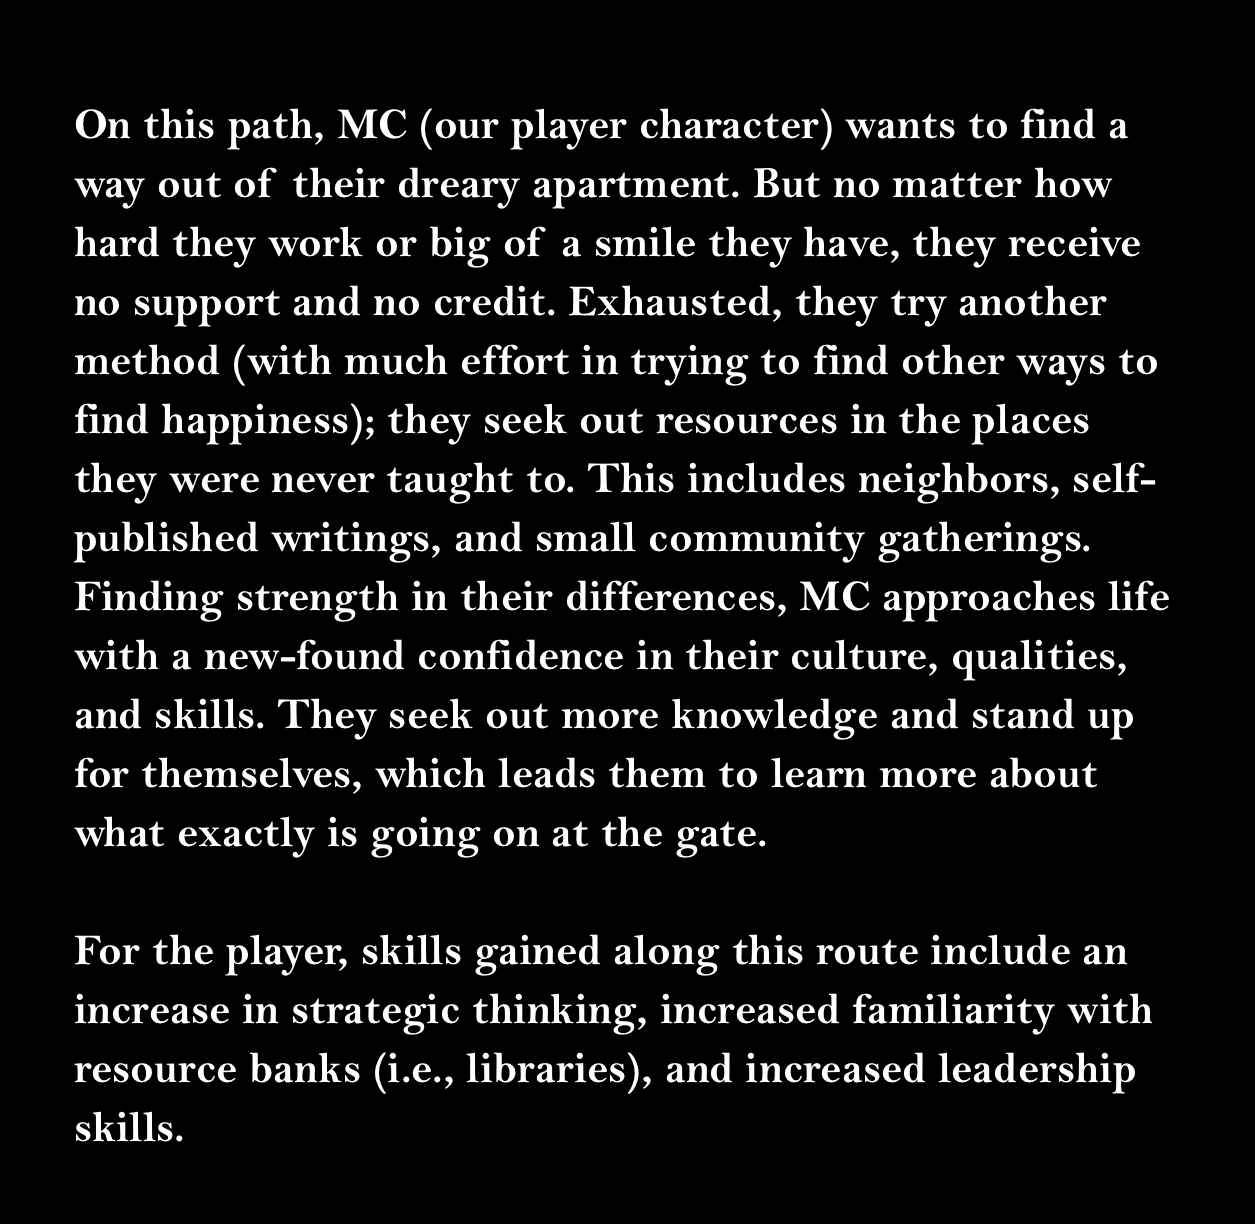 On this path, MC (our player character) wants to find a
way out of their dreary apartment. But no matter how
hard they work or big of a smile they have, they receive
no support and no credit. Exhausted, they try another
method (with much effort in trying to find other ways to
find happiness); they seek out resources in the places
they were never taught to. This includes neighbors, self-
published writings, and small community gatherings.
Finding strength in their differences, MC approaches life
with a new-found confidence in their culture, qualities,
and skills. They seek out more knowledge and stand up
for themselves, which leads them to learn more about
what exactly is going on at the gate.

For the player, skills gained along this route include an
increase in strategic thinking, increased familiarity with
resource banks (i.e., libraries), and increased leadership
skills.